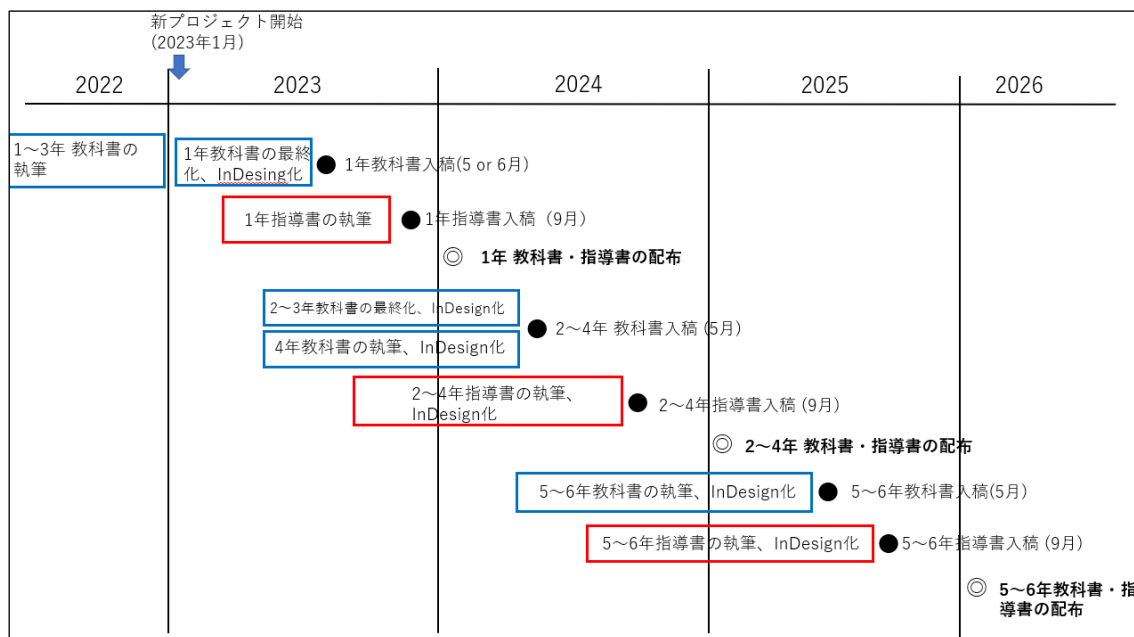 新プロジェクト開始
(2023年1月)
2022
2023
2024
2025
2026
1～3年 教科書の
執筆
1年教科書の最終
化、InDesing化
1年教科書入稿(5 or 6月)
1年指導書の執筆
1年指導書入稿（9月）
◎ 1年 教科書・指導書の配布
2～3年教科書の最終化、InDesign化
2～4年 教科書入稿 (5月)
4年教科書の執筆、InDesign化
2～4年指導書の執筆、
InDesign化
2～4年指導書入稿 (9月)
◎ 2～4年 教科書・指導書の配布
5～6年教科書の執筆、InDesign化
5～6年教科書入稿(5月)
5～6年指導書の執筆、InDesign化
5～6年指導書入稿 (9月)
◎ 5～6年教科書・指
導書の配布